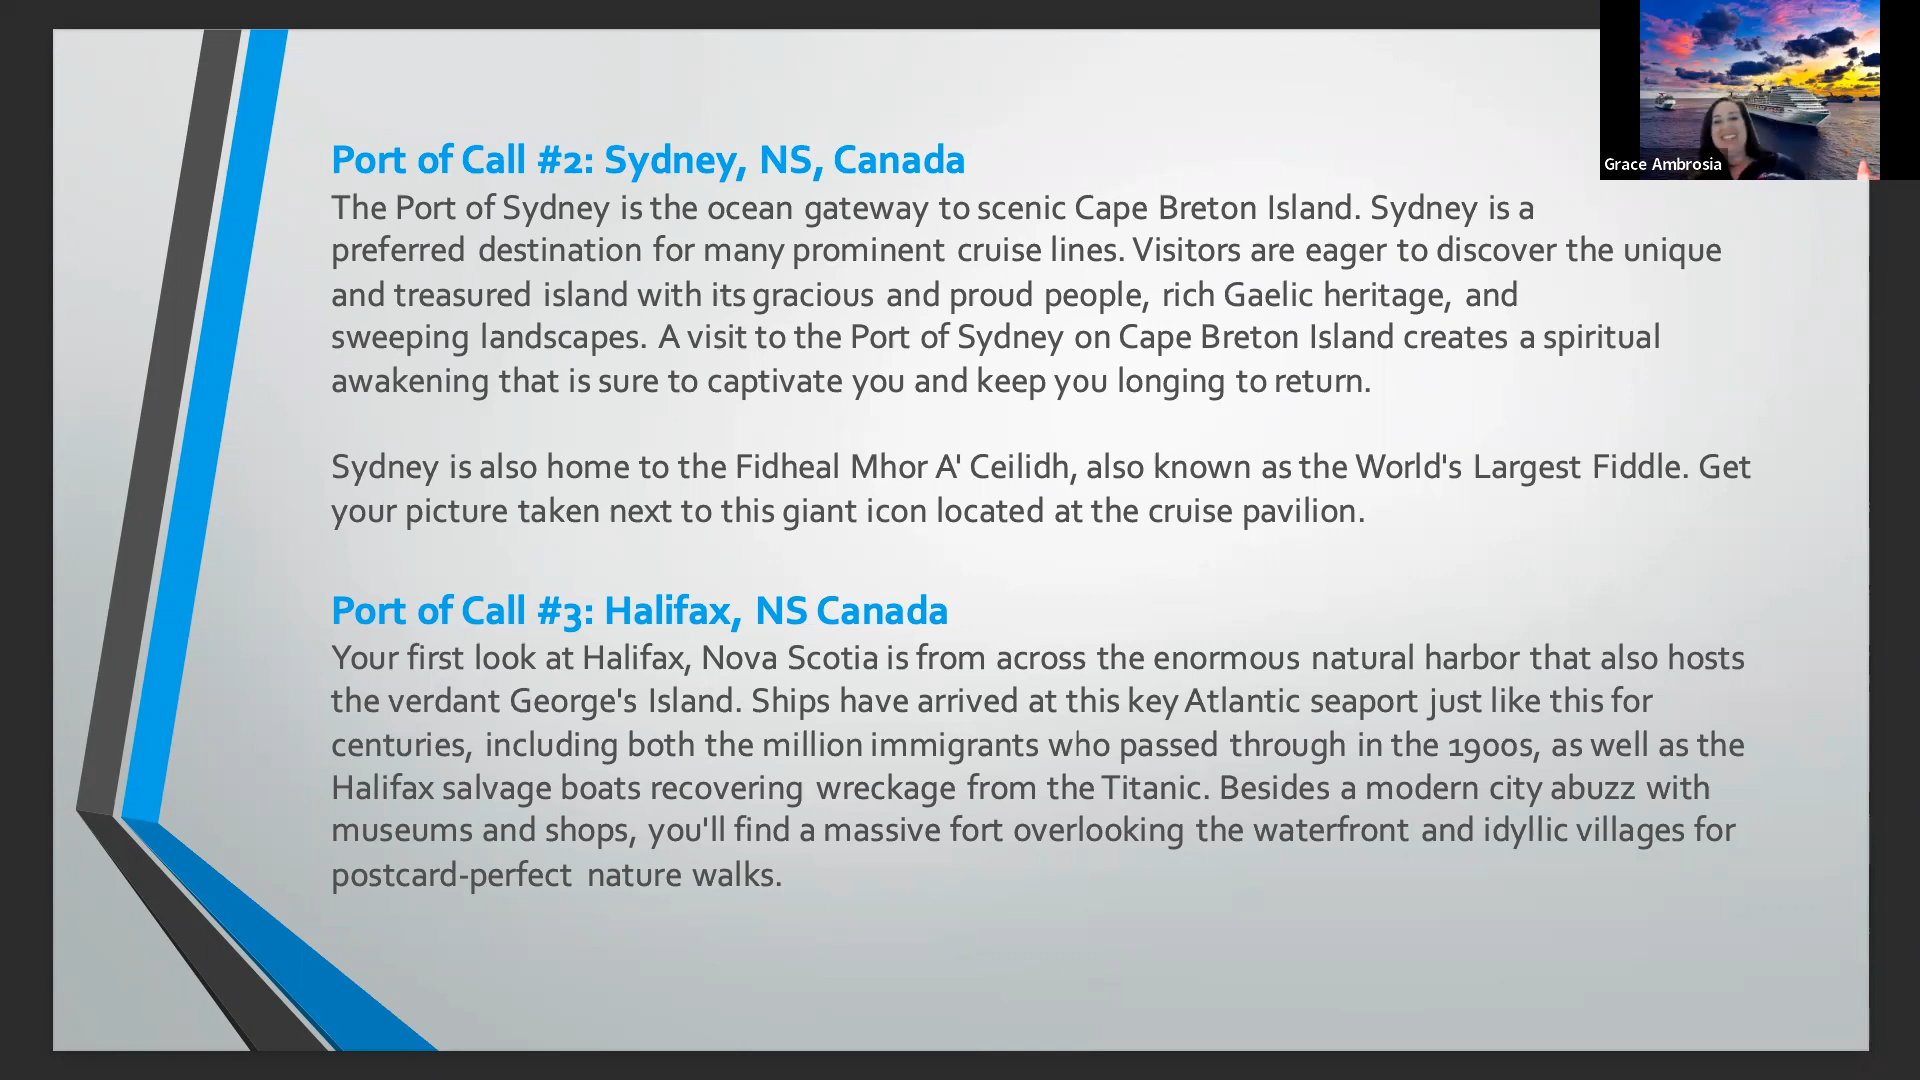 Grace Ambrosia
Port of Call #2: Sydney, NS, Canada
The Port of Sydney is the ocean gateway to scenic Cape Breton Island. Sydney is a
preferred destination for many prominent cruise lines. Visitors are eager to discover the unique
and treasured island with its gracious and proud people, rich Gaelic heritage, and
sweeping landscapes. A visit to the Port of Sydney on Cape Breton Island creates a spiritual
awakening that is sure to captivate you and keep you longing to return.
Sydney is also home to the Fidheal Mhor A' Ceilidh, also known as the World's Largest Fiddle. Get
your picture taken next to this giant icon located at the cruise pavilion.
Port of Call #3: Halifax, NS Canada
Your first look at Halifax, Nova Scotia is from across the enormous natural harbor that also hosts
the verdant George's Island. Ships have arrived at this key Atlantic seaport just like this for
centuries, including both the million immigrants who passed through in the 1900s, as well as the
Halifax salvage boats recovering wreckage from the Titanic. Besides a modern city abuzz with
museums and shops, you'll find a massive fort overlooking the waterfront and idyllic villages for
postcard-perfect nature walks.